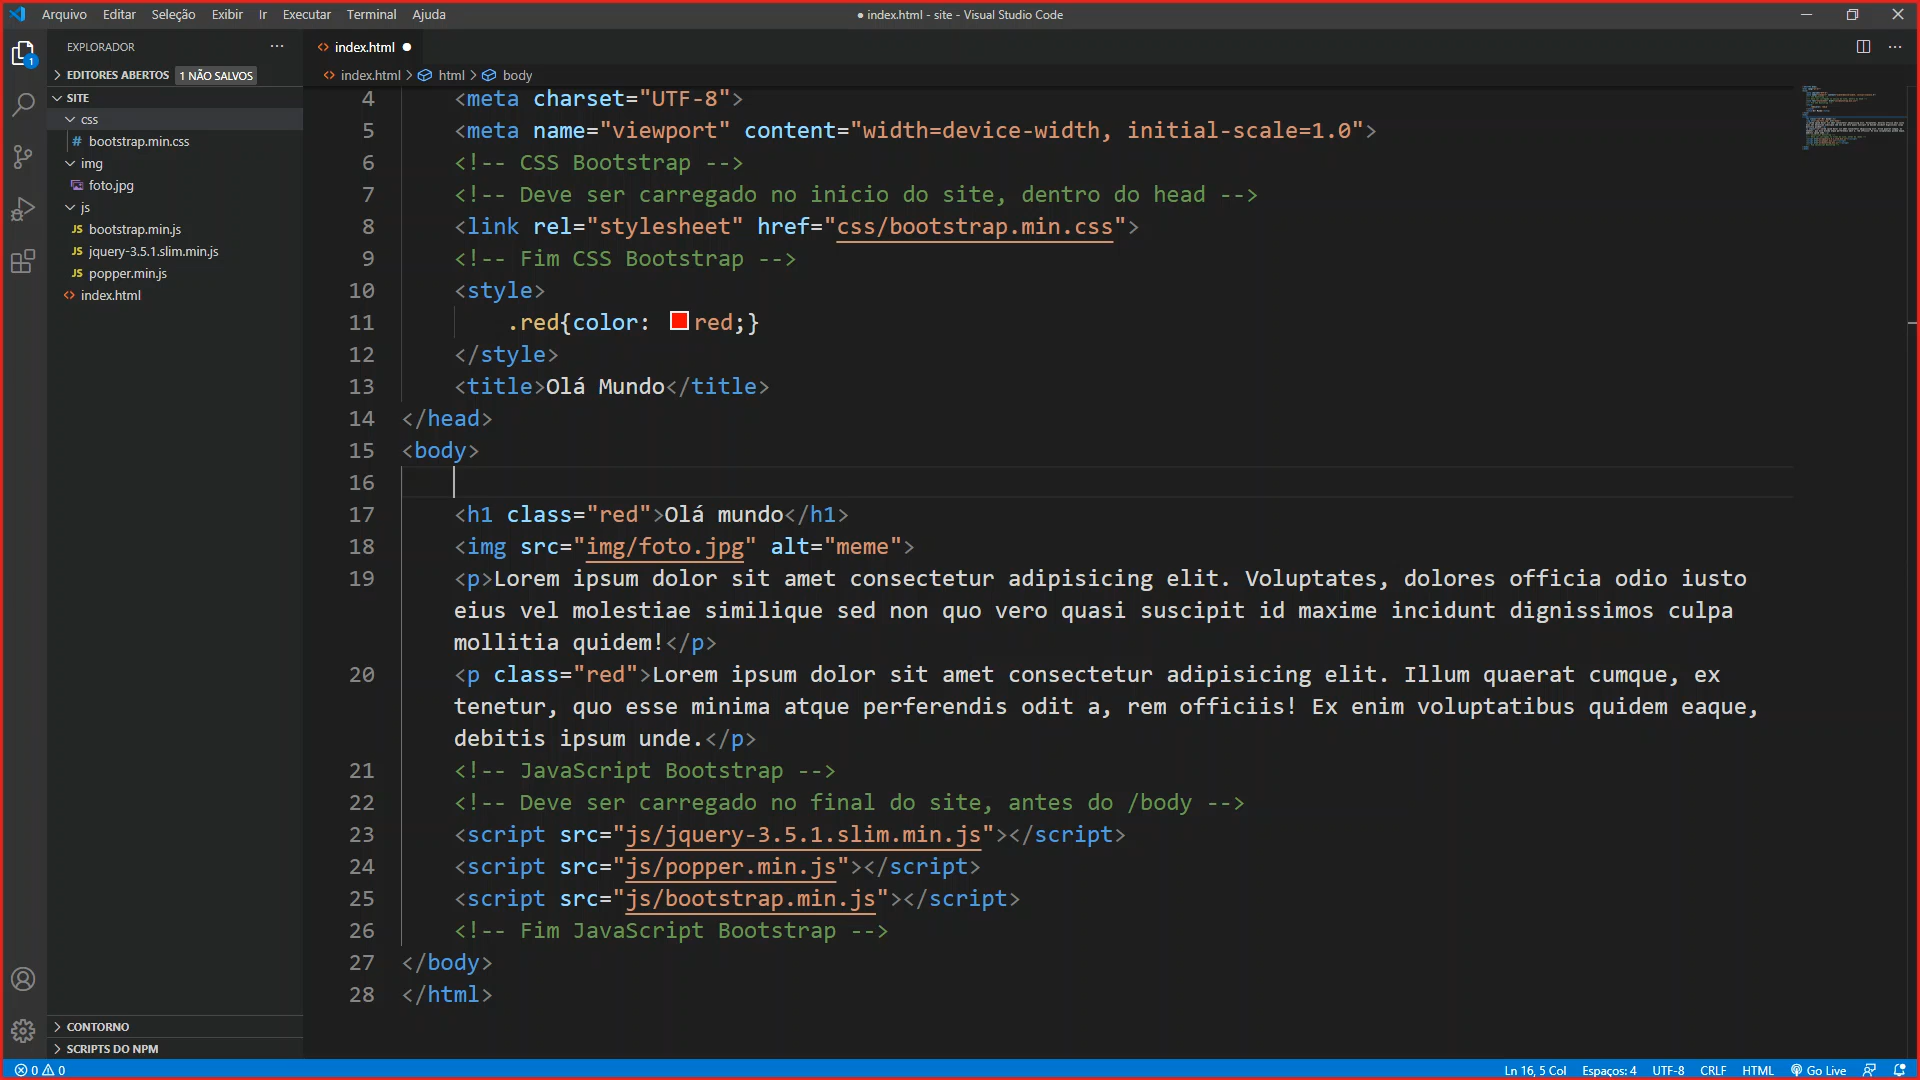 Arquivo Editar Seleção Exibir Ir Executar Terminal Ajuda
● index.html - site - Visual Studio Code
EXPLORADOR
EDITORES ABERTOS 1 NÃO SALVOS
SITE
css
# bootstrap.min.css
img
foto.jpg
js
JS bootstrap.min.js
JS jquery-3.5.1.slim.min.js
JS popper.min.js
<> index.html
CONTORNO
SCRIPTS DO NPM
1
<> index.html ●
<> index.html > html > body
4 <meta charset="UTF-8">
5 <meta name="viewport" content="width=device-width, initial-scale=1.0">
6 <!-- CSS Bootstrap -->
7 <!-- Deve ser carregado no inicio do site, dentro do head -->
8 <link rel="stylesheet" href="css/bootstrap.min.css">
9 <!-- Fim CSS Bootstrap -->
10 <style>
11 .red{color: red;}
12 </style>
13 <title>Olá Mundo</title>
14 </head>
15 <body>
16
17 <h1 class="red">Olá mundo</h1>
18 <img src="img/foto.jpg" alt="meme">
19 <p>Lorem ipsum dolor sit amet consectetur adipisicing elit. Voluptates, dolores officia odio iusto
eius vel molestiae similique sed non quo vero quasi suscipit id maxime incidunt dignissimos culpa
mollitia quidem!</p>
20 <p class="red">Lorem ipsum dolor sit amet consectetur adipisicing elit. Illum quaerat cumque, ex
tenetur, quo esse minima atque perferendis odit a, rem officiis! Ex enim voluptatibus quidem eaque,
debitis ipsum unde.</p>
21 <!-- JavaScript Bootstrap -->
22 <!-- Deve ser carregado no final do site, antes do /body -->
23 <script src="js/jquery-3.5.1.slim.min.js"></script>
24 <script src="js/popper.min.js"></script>
25 <script src="js/bootstrap.min.js"></script>
26 <!-- Fim JavaScript Bootstrap -->
27 </body>
28 </html>
0 0
Ln 16, 5 Col Espaços: 4 UTF-8 CRLF HTML Go Live